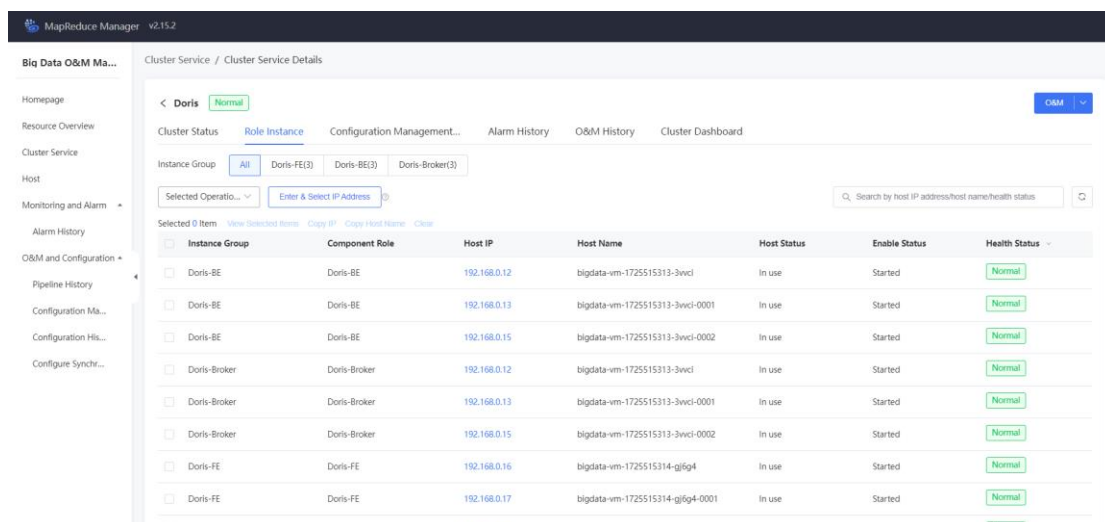 MapReduce Manager v2.15.2
Big Data O&M Ma...
Cluster Service / Cluster Service Details
Homepage
Resource Overview
Cluster Service
Host
Monitoring and Alarm
Alarm History
O&M and Configuration
Pipeline History
Configuration Ma...
Configuration His...
Configure Synchr...
< Doris Normal
O&M
Cluster Status Role Instance Configuration Management... Alarm History O&M History Cluster Dashboard
Instance Group All Doris-FE(3) Doris-BE(3) Doris-Broker(3)
Selected Operatio... Enter & Select IP Address Search by host IP address/host name/health status
Selected 0 Item View Selected Items Copy IP Copy Host Name Clear
Instance Group Component Role Host IP Host Name Host Status Enable Status Health Status
Doris-BE Doris-BE 192.168.0.12 bigdata-vm-1725515313-3vvci In use Started Normal
Doris-BE Doris-BE 192.168.0.13 bigdata-vm-1725515313-3vvci-0001 In use Started Normal
Doris-BE Doris-BE 192.168.0.15 bigdata-vm-1725515313-3vvci-0002 In use Started Normal
Doris-Broker Doris-Broker 192.168.0.12 bigdata-vm-1725515313-3vvci In use Started Normal
Doris-Broker Doris-Broker 192.168.0.13 bigdata-vm-1725515313-3vvci-0001 In use Started Normal
Doris-Broker Doris-Broker 192.168.0.15 bigdata-vm-1725515313-3vvci-0002 In use Started Normal
Doris-FE Doris-FE 192.168.0.16 bigdata-vm-1725515314-gj6g4 In use Started Normal
Doris-FE Doris-FE 192.168.0.17 bigdata-vm-1725515314-gj6g4-0001 In use Started Normal